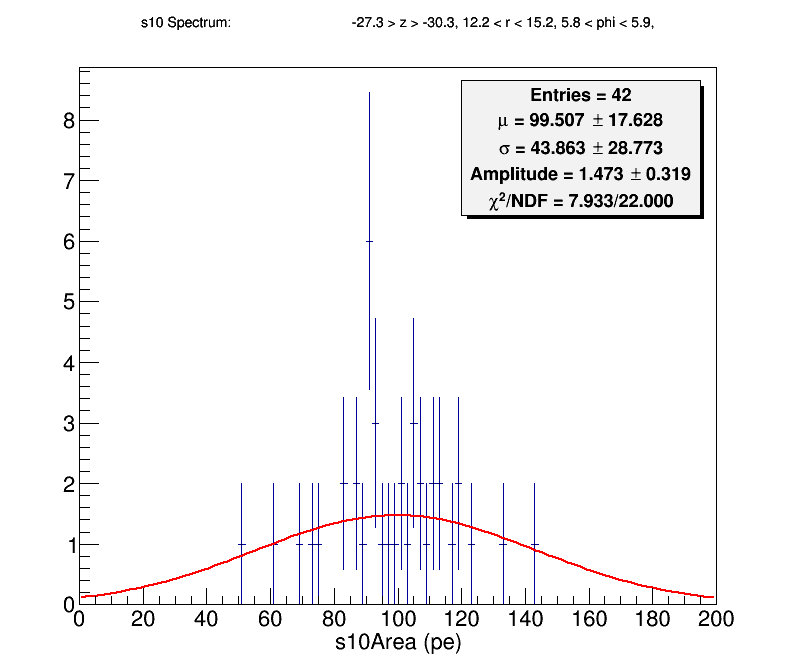 s10 Spectrum: -27.3 > z > -30.3, 12.2 < r < 15.2, 5.8 < phi < 5.9,
Entries = 42
μ = 99.507 ± 17.628
σ = 43.863 ± 28.773
Amplitude = 1.473 ± 0.319
χ²/NDF = 7.933/22.000
8
7
6
5
4
3
2
1
0
0 20 40 60 80 100 120 140 160 180 200
s10Area (pe)